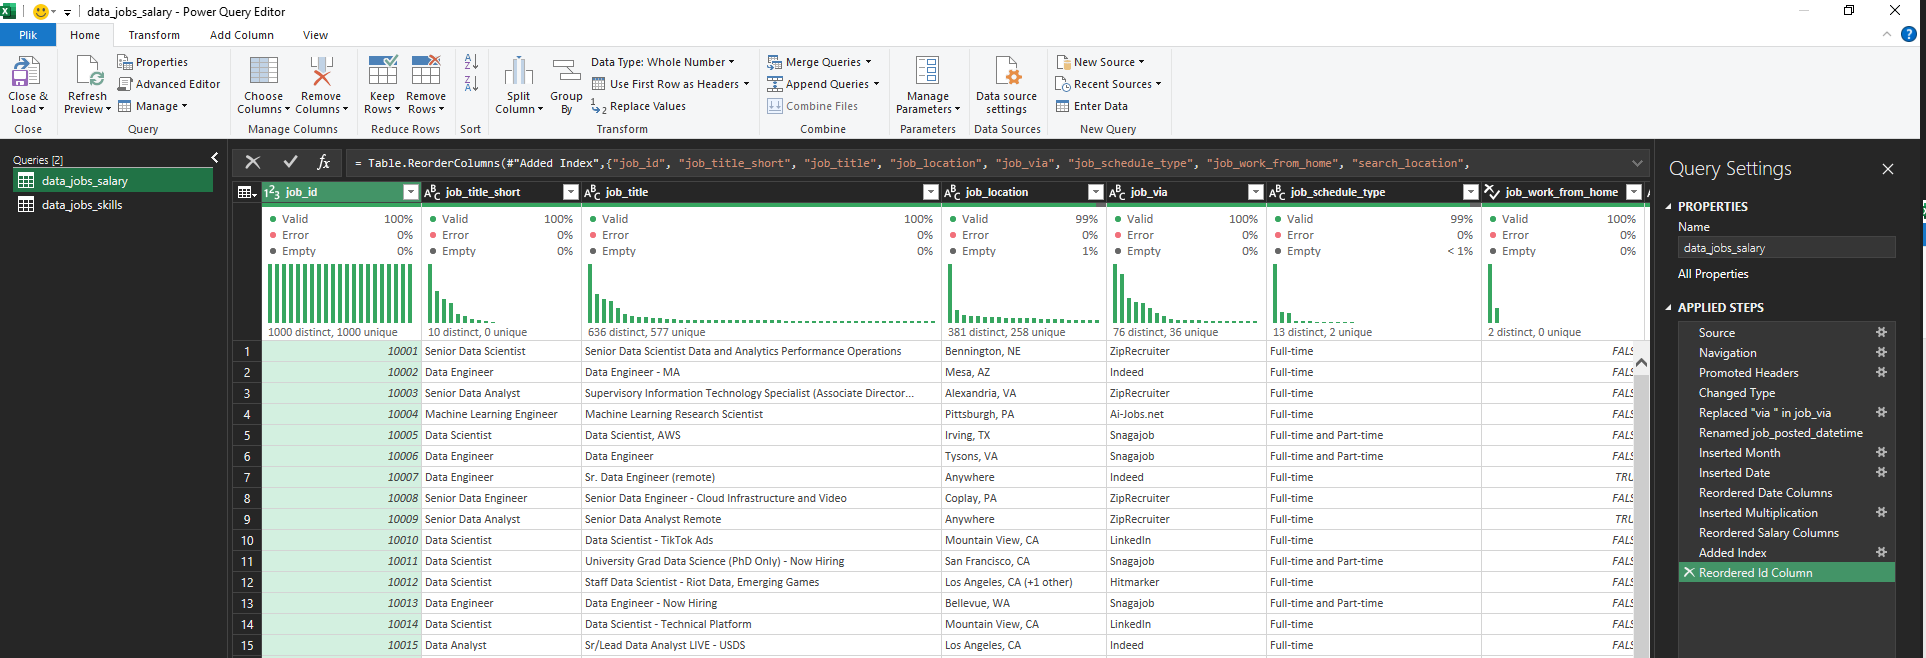 data_jobs_salary - Power Query Editor
Plik Home Transform Add Column View
Close & Load
Close
Refresh Preview
Properties
Advanced Editor
Manage
Query
Choose Columns
Remove Columns
Manage Columns
Keep Rows
Remove Rows
Reduce Rows
Sort
Split Column
Group By
Data Type: Whole Number
Use First Row as Headers
Replace Values
Transform
Merge Queries
Append Queries
Combine Files
Combine
Manage Parameters
Parameters
Data source settings
Data Sources
New Source
Recent Sources
Enter Data
New Query
Queries [2]
data_jobs_salary
data_jobs_skills
= Table.ReorderColumns(#"Added Index",{"job_id", "job_title_short", "job_title", "job_location", "job_via", "job_schedule_type", "job_work_from_home", "search_location",
job_id job_title_short job_title job_location job_via job_schedule_type job_work_from_home
Valid 100% Valid 100% Valid 100% Valid 99% Valid 100% Valid 99% Valid 100%
Error 0% Error 0% Error 0% Error 0% Error 0% Error 0% Error 0%
Empty 0% Empty 0% Empty 0% Empty 1% Empty 0% Empty < 1% Empty 0%
1000 distinct, 1000 unique 10 distinct, 0 unique 636 distinct, 577 unique 381 distinct, 258 unique 76 distinct, 36 unique 13 distinct, 2 unique 2 distinct, 0 unique
1 10001 Senior Data Scientist Senior Data Scientist Data and Analytics Performance Operations Bennington, NE ZipRecruiter Full-time FALS
2 10002 Data Engineer Data Engineer - MA Mesa, AZ Indeed Full-time FALS
3 10003 Senior Data Analyst Supervisory Information Technology Specialist (Associate Director... Alexandria, VA ZipRecruiter Full-time FALS
4 10004 Machine Learning Engineer Machine Learning Research Scientist Pittsburgh, PA Ai-Jobs.net Full-time FALS
5 10005 Data Scientist Data Scientist, AWS Irving, TX Snagajob Full-time and Part-time FALS
6 10006 Data Engineer Data Engineer Tysons, VA Snagajob Full-time and Part-time FALS
7 10007 Data Engineer Sr. Data Engineer (remote) Anywhere Indeed Full-time TRU
8 10008 Senior Data Engineer Senior Data Engineer - Cloud Infrastructure and Video Coplay, PA ZipRecruiter Full-time FALS
9 10009 Senior Data Analyst Senior Data Analyst Remote Anywhere ZipRecruiter Full-time TRU
10 10010 Data Scientist Data Scientist - TikTok Ads Mountain View, CA LinkedIn Full-time FALS
11 10011 Data Scientist University Grad Data Science (PhD Only) - Now Hiring San Francisco, CA Snagajob Full-time and Part-time FALS
12 10012 Data Scientist Staff Data Scientist - Riot Data, Emerging Games Los Angeles, CA (+1 other) Hitmarker Full-time FALS
13 10013 Data Engineer Data Engineer - Now Hiring Bellevue, WA Snagajob Full-time and Part-time FALS
14 10014 Data Scientist Data Scientist - Technical Platform Mountain View, CA LinkedIn Full-time FALS
15 10015 Data Analyst Sr/Lead Data Analyst LIVE - USDS Los Angeles, CA Indeed Full-time FALS
Query Settings
PROPERTIES
Name
data_jobs_salary
All Properties
APPLIED STEPS
Source
Navigation
Promoted Headers
Changed Type
Replaced "via " in job_via
Renamed job_posted_datetime
Inserted Month
Inserted Date
Reordered Date Columns
Inserted Multiplication
Reordered Salary Columns
Added Index
Reordered Id Column